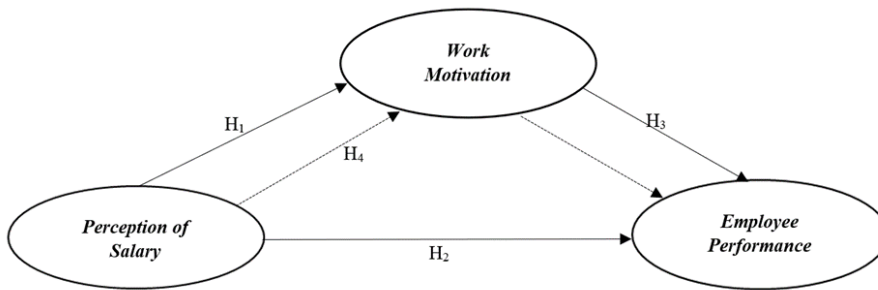 Work
Motivation
H₁
H₃
H₄
Perception of
Salary
Employee
Performance
H₂